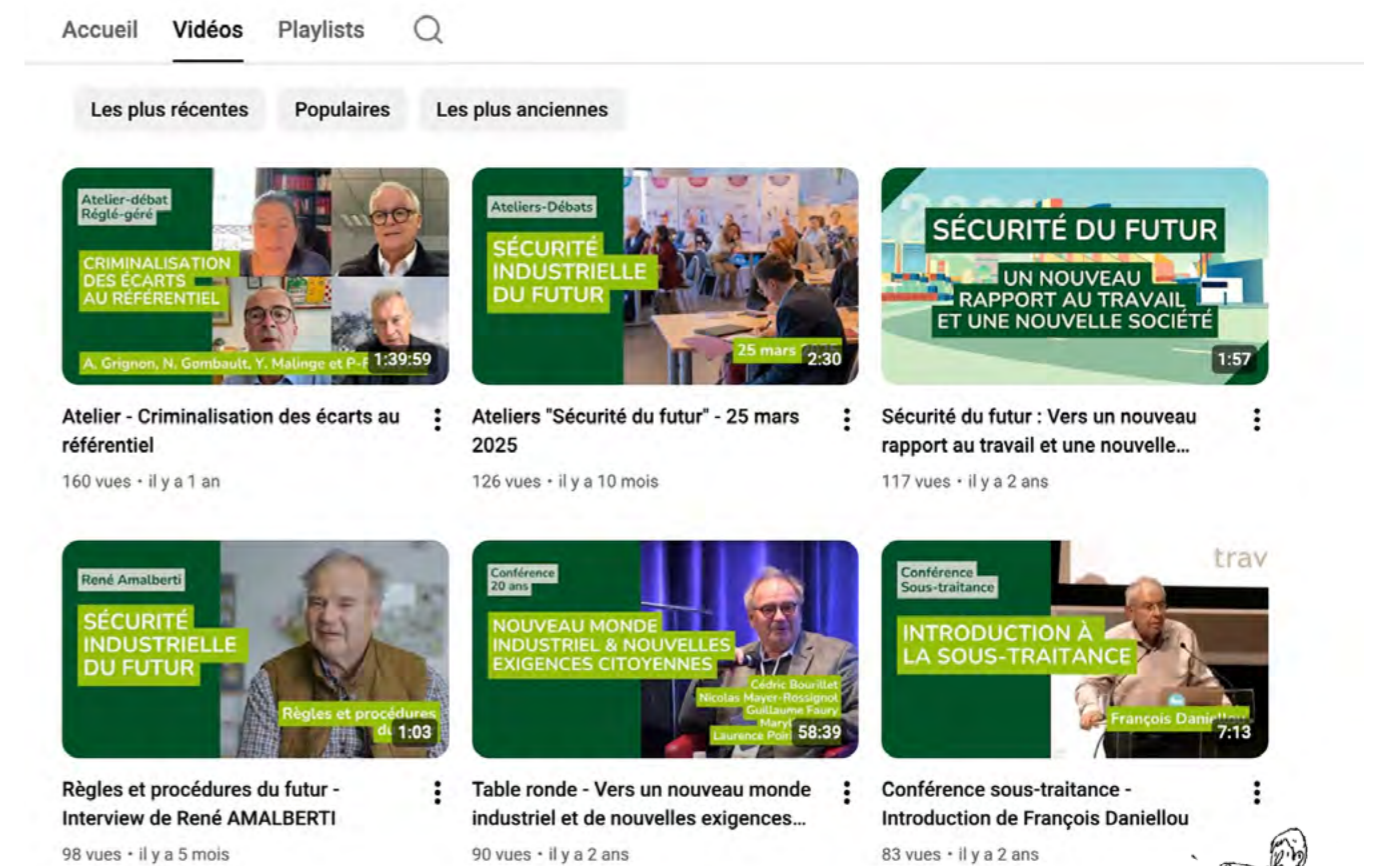 Accueil Vidéos Playlists
Les plus récentes Populaires Les plus anciennes
Atelier-débat
Réglé-géré
CRIMINALISATION
DES ÉCARTS
AU RÉFÉRENTIEL
A. Grignon, N. Gombault, Y. Malinge et P-
1:39:59
Atelier - Criminalisation des écarts au
référentiel
160 vues • il y a 1 an
Ateliers-Débats
SÉCURITÉ
INDUSTRIELLE
DU FUTUR
25 mars
2:30
Ateliers "Sécurité du futur" - 25 mars
2025
126 vues • il y a 10 mois
SÉCURITÉ DU FUTUR
UN NOUVEAU
RAPPORT AU TRAVAIL
ET UNE NOUVELLE SOCIÉTÉ
1:57
Sécurité du futur : Vers un nouveau
rapport au travail et une nouvelle...
117 vues • il y a 2 ans
René Amalberti
SÉCURITÉ
INDUSTRIELLE
DU FUTUR
Règles et procédures
du
1:03
Règles et procédures du futur -
Interview de René AMALBERTI
98 vues • il y a 5 mois
Conférence
20 ans
NOUVEAU MONDE
INDUSTRIEL & NOUVELLES
EXIGENCES CITOYENNES
Cédric Bourillet
Nicolas Mayer-Rossignol
Guillaume Faury
Mary
Laurence Poir
58:39
Table ronde - Vers un nouveau monde
industriel et de nouvelles exigences...
90 vues • il y a 2 ans
trav
Conférence
Sous-traitance
INTRODUCTION À
LA SOUS-TRAITANCE
François Daniellou
7:13
Conférence sous-traitance -
Introduction de François Daniellou
83 vues • il y a 2 ans